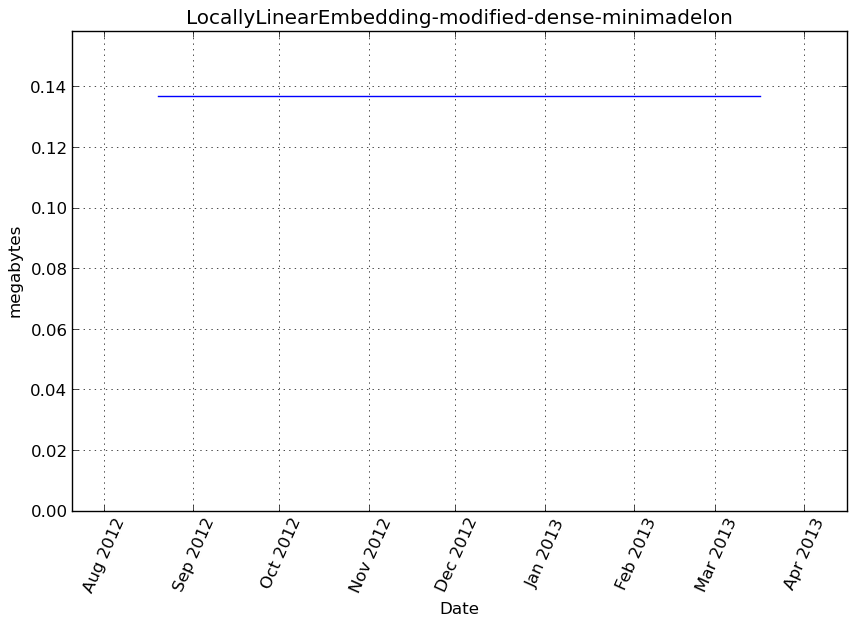 LocallyLinearEmbedding-modified-dense-minimadelon
0.14
0.12
0.10
0.08
0.06
0.04
0.02
0.00
megabytes
Aug 2012
Sep 2012
Oct 2012
Nov 2012
Dec 2012
Jan 2013
Feb 2013
Mar 2013
Apr 2013
Date